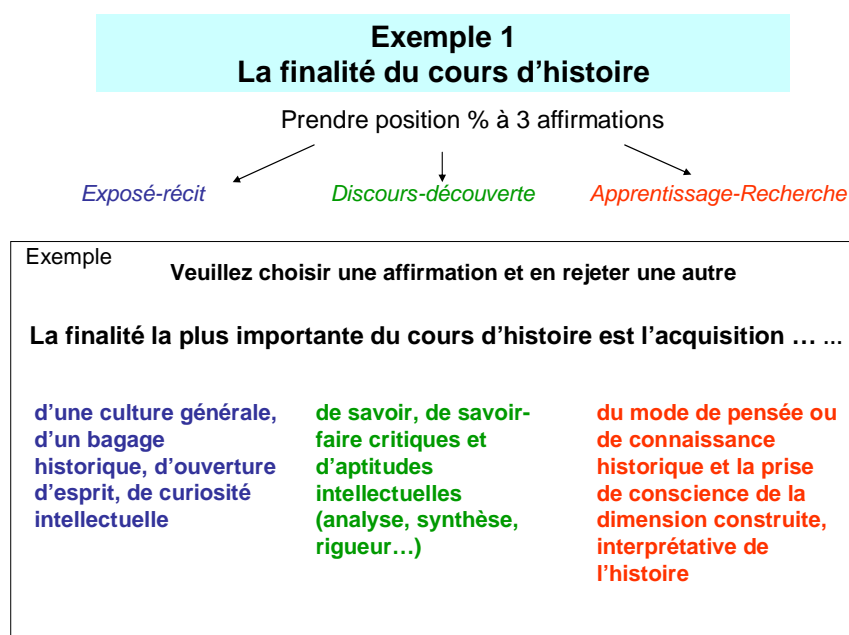 Exemple 1
La finalité du cours d’histoire
Prendre position % à 3 affirmations
Exposé-récit
Discours-découverte
Apprentissage-Recherche
Exemple
Veuillez choisir une affirmation et en rejeter une autre
La finalité la plus importante du cours d’histoire est l’acquisition … ...
d’une culture générale,
d’un bagage
historique, d’ouverture
d’esprit, de curiosité
intellectuelle
de savoir, de savoir-
faire critiques et
d’aptitudes
intellectuelles
(analyse, synthèse,
rigueur…)
du mode de pensée ou
de connaissance
historique et la prise
de conscience de la
dimension construite,
interprétative de
l’histoire